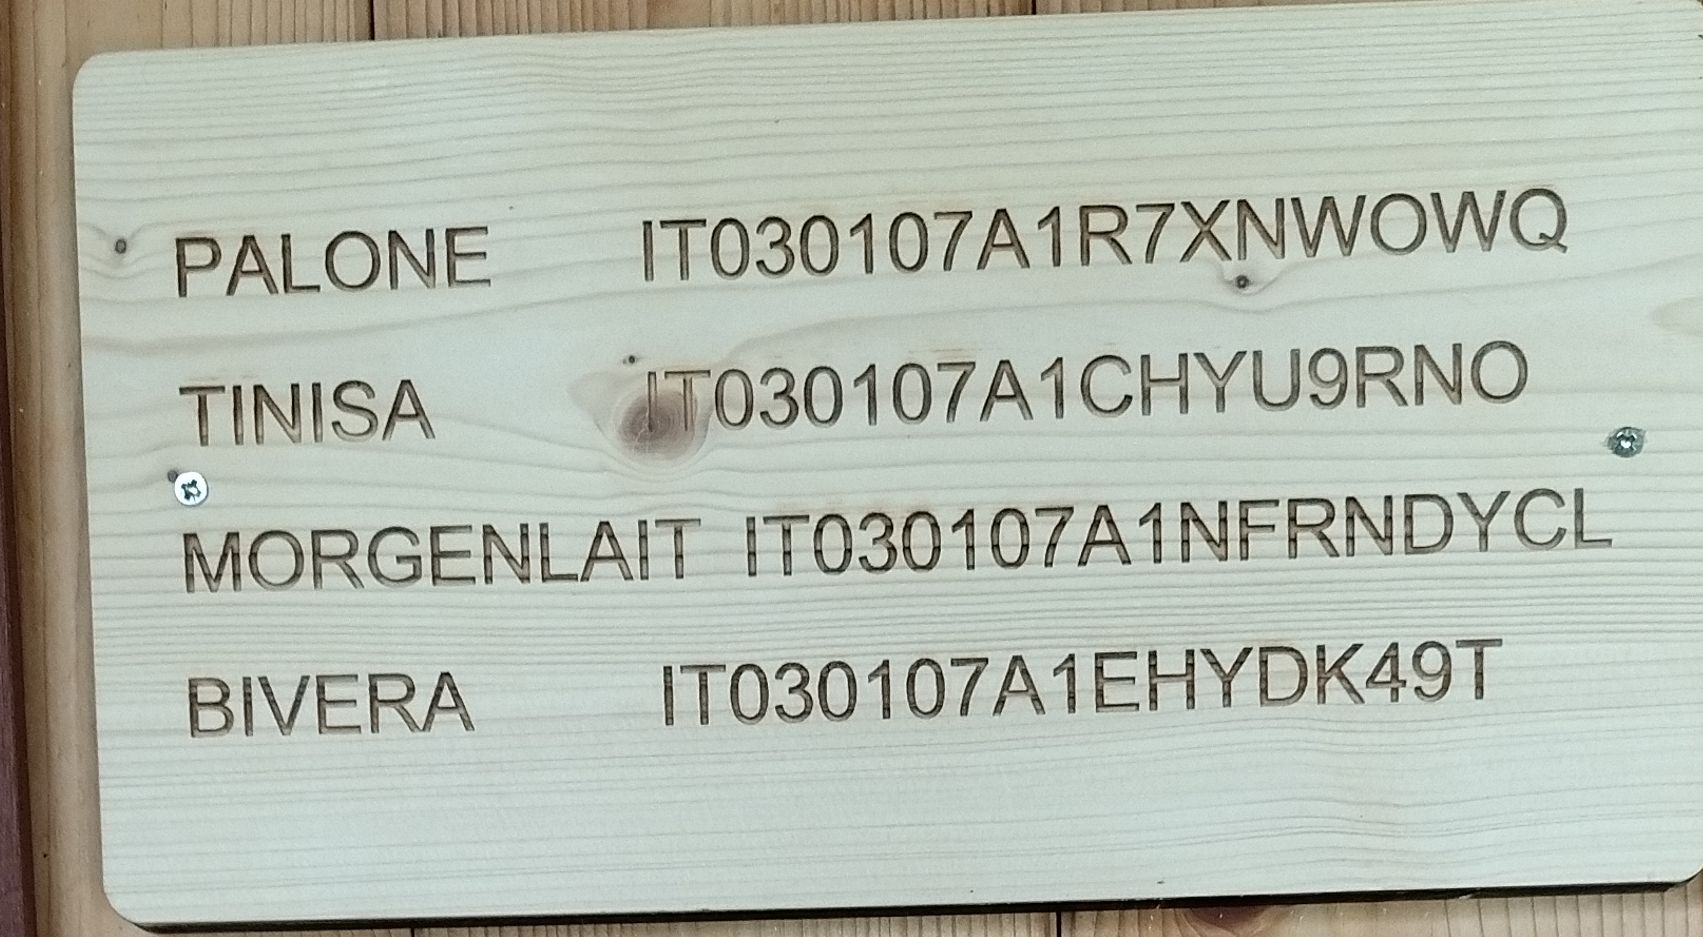 PALONE IT030107A1R7XNWOWQ
TINISA IT030107A1CHYU9RNO
MORGENLAIT IT030107A1NFRNDYCL
BIVERA IT030107A1EHYDK49T